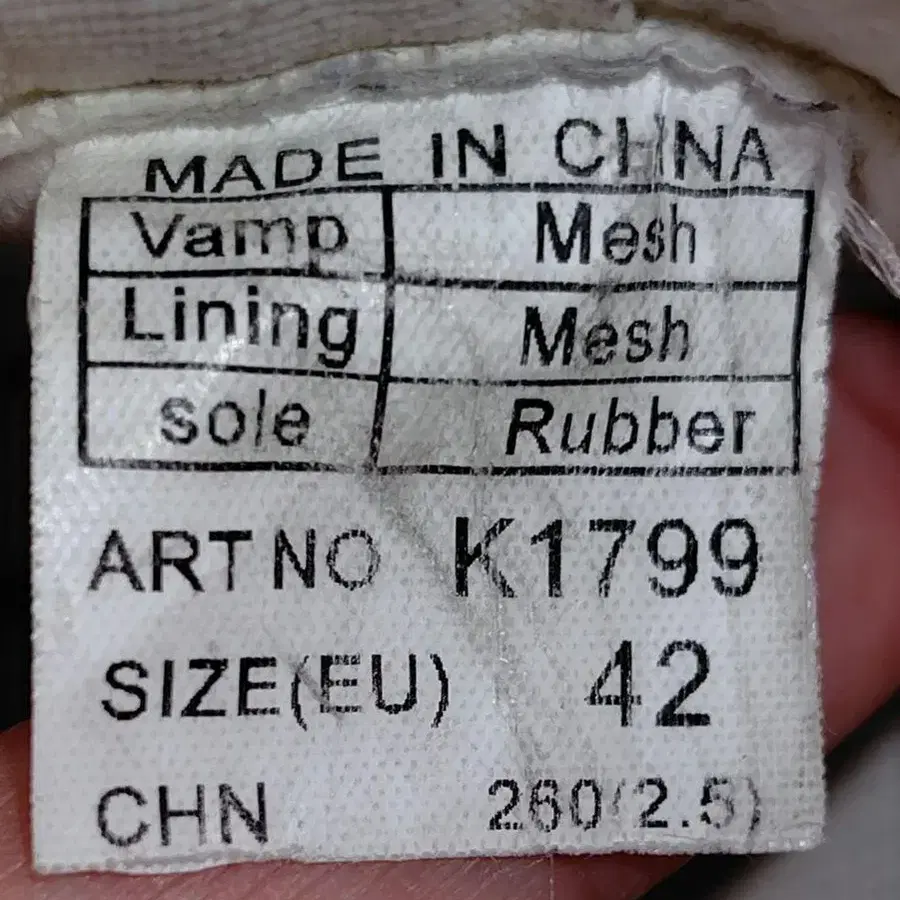 MADE IN CHINA
Vamp Mesh
Lining Mesh
sole Rubber
ART NO K1799
SIZE(EU) 42
CHN 260(2.5)